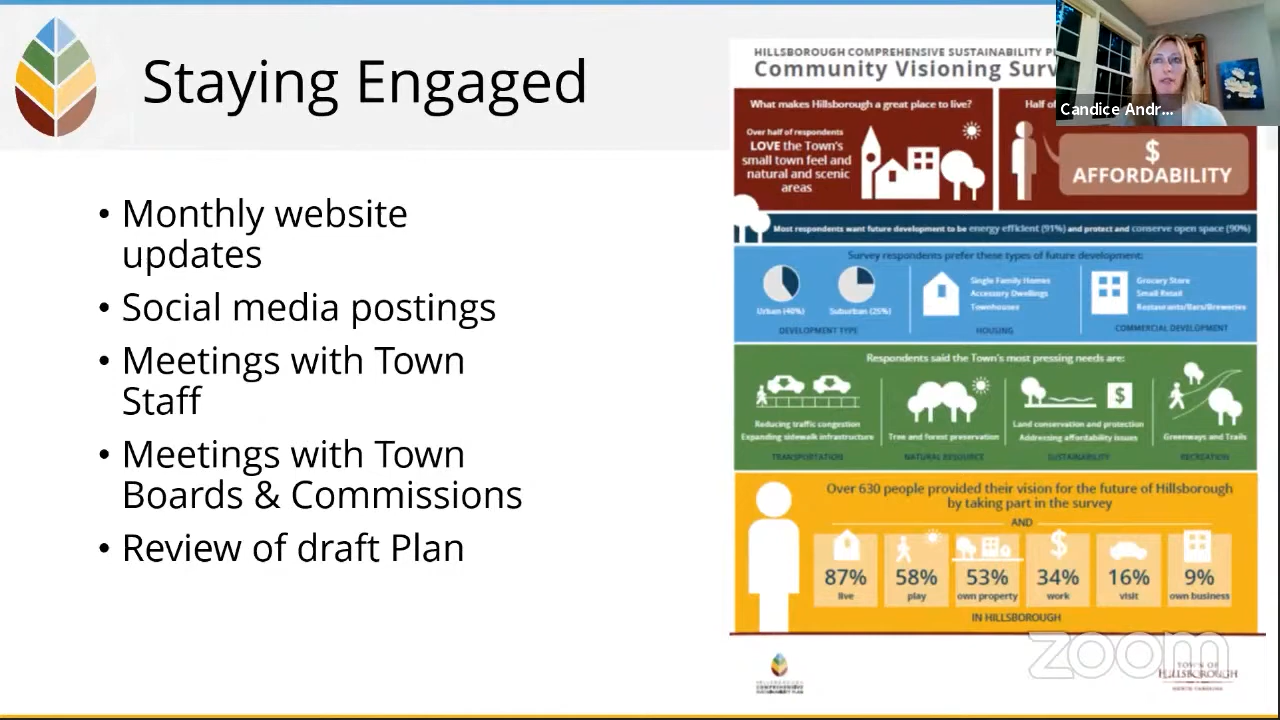 Staying Engaged
• Monthly website
updates
• Social media postings
• Meetings with Town
Staff
• Meetings with Town
Boards & Commissions
• Review of draft Plan
HILLSBOROUGH COMPREHENSIVE SUSTAINABILITY
Community Visioning
Candice Andr...
What makes Hillsborough a great place to live?
Over half of respondents
LOVE the Town's
small town feel and
natural and scenic
areas
Half of
$
AFFORDABILITY
Most respondents want future development to be energy efficient (91%) and protect and conserve open space (90%)
Survey respondents prefer these types of future development:
Urban (40%)
Suburban (25%)
DEVELOPMENT TYPE
Single Family Homes
Accessory Dwellings
Townhouses
HOUSING
Grocery Store
Small Retail
Restaurants/Bars/Breweries
COMMERCIAL DEVELOPMENT
Respondents said the Town's most pressing needs are:
Reducing traffic congestion
Expanding sidewalk infrastructure
TRANSPORTATION
Tree and forest preservation
NATURAL RESOURCE
$
Land conservation and protection
Addressing affordability issues
SUSTAINABILITY
Greenways and Trails
RECREATION
Over 630 people provided their vision for the future of Hillsborough
by taking part in the survey
AND
87%
live
58%
play
53%
own property
$
34%
work
16%
visit
9%
own business
IN HILLSBOROUGH
HILLSBOROUGH
COMPREHENSIVE
SUSTAINABILITY PLAN
zoom
TOWN OF
HILLSBOROUGH
NORTH CAROLINA